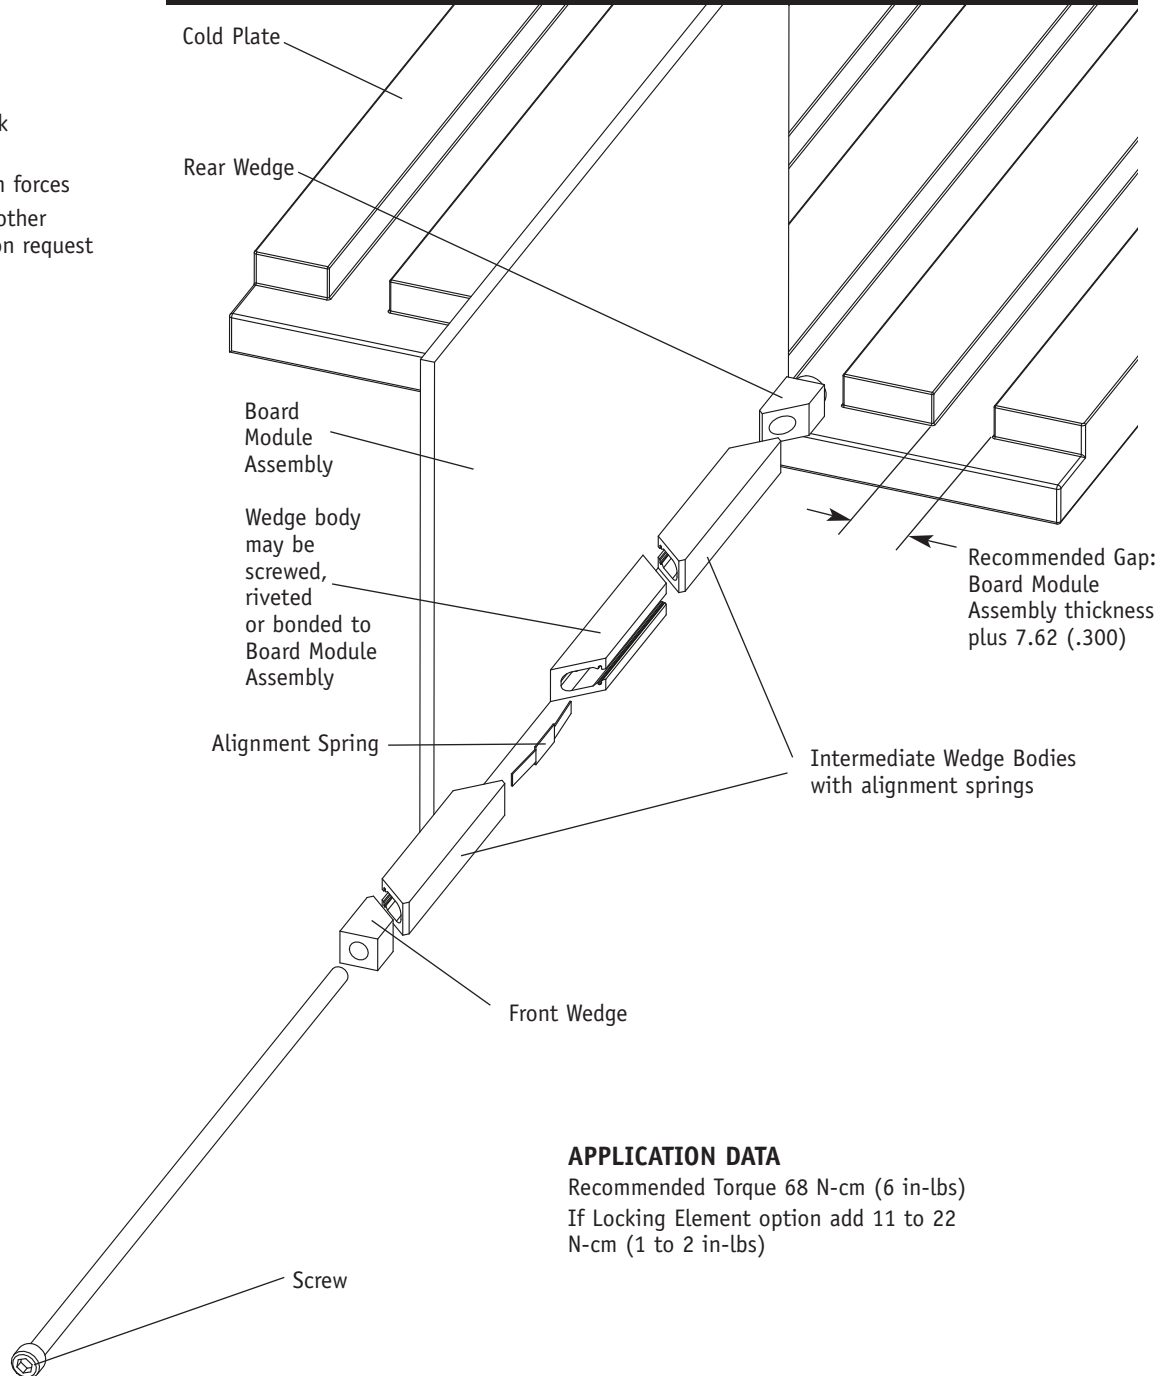 Cold Plate
k
Rear Wedge
forces
other
on request
Board
Module
Assembly
Wedge body
may be
screwed,
riveted
or bonded to
Board Module
Assembly
Recommended Gap:
Board Module
Assembly thickness
plus 7.62 (.300)
Alignment Spring
Intermediate Wedge Bodies
with alignment springs
Front Wedge
APPLICATION DATA
Recommended Torque 68 N-cm (6 in-lbs)
If Locking Element option add 11 to 22
N-cm (1 to 2 in-lbs)
Screw